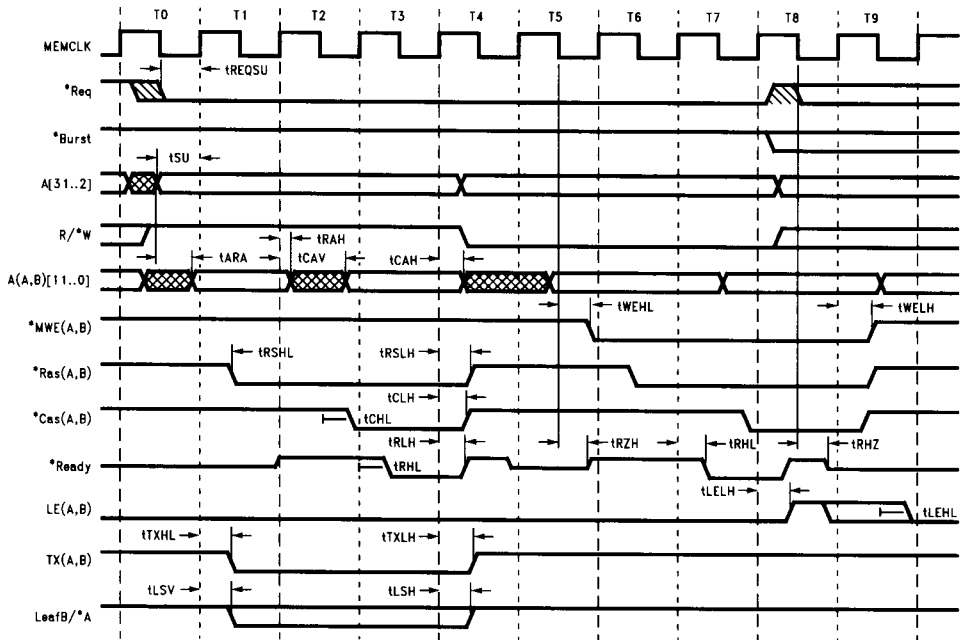 T0 T1 T2 T3 T4 T5 T6 T7 T8 T9
MEMCLK
tREQSU
*Req
*Burst
tSU
A[31..2]
R/*W
tRAH
tARA tCAV tCAH
A(A,B)[11..0]
tWEHL tWELH
*MWE(A,B)
tRSHL tRSLH
*Ras(A,B)
tCLH
*Cas(A,B)
tCHL
tRLH tRZH tRHL tRHZ
*Ready
tRHL
tLELH
LE(A,B)
tLEHL
tTXHL tTXLH
TX(A,B)
tLSV tLSH
LeafB/*A